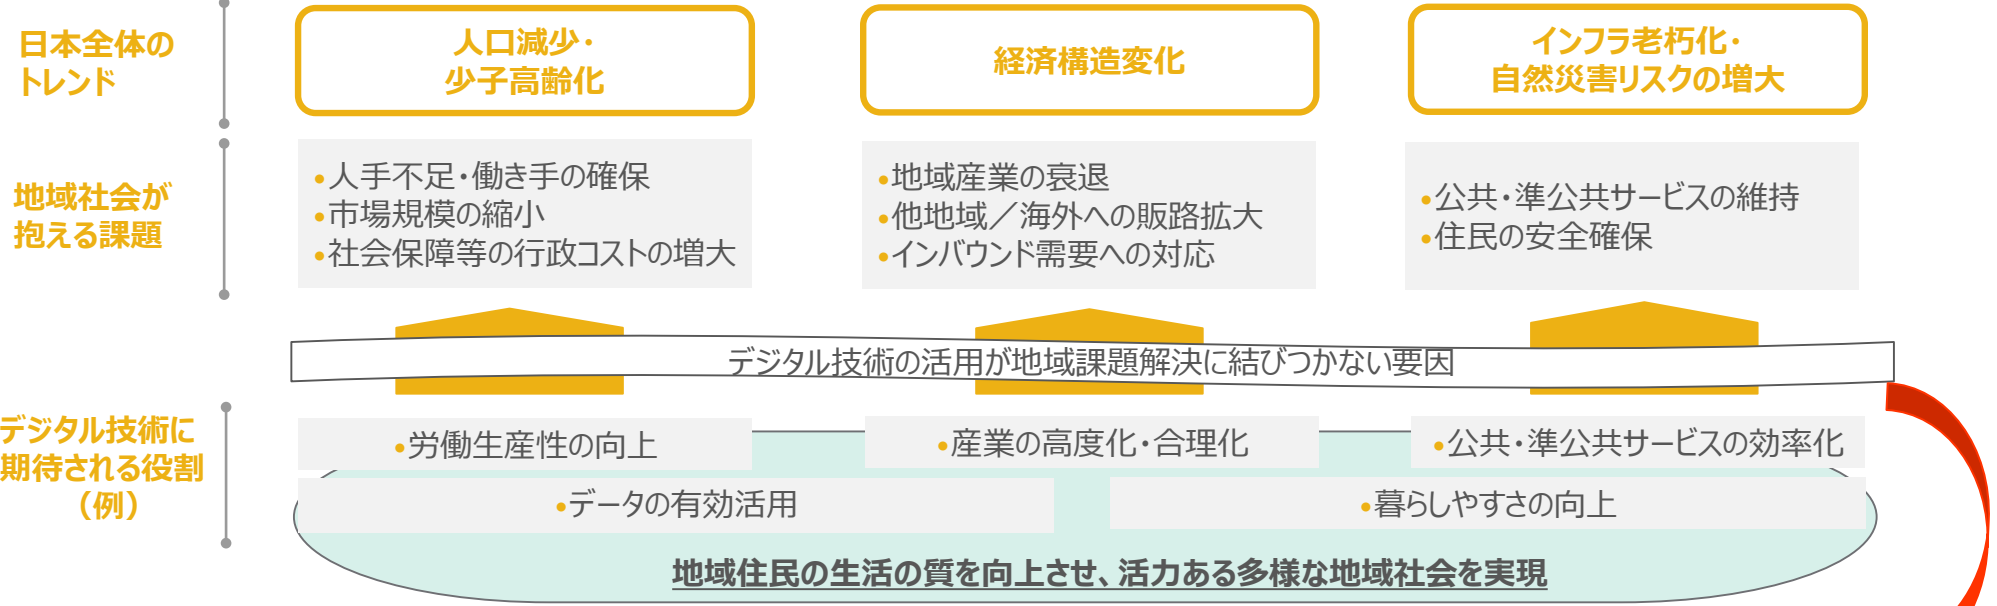 日本全体の
トレンド
人口減少・
少子高齢化
経済構造変化
インフラ老朽化・
自然災害リスクの増大
地域社会が
抱える課題
•人手不足・働き手の確保
•市場規模の縮小
•社会保障等の行政コストの増大
•地域産業の衰退
•他地域／海外への販路拡大
•インバウンド需要への対応
•公共・準公共サービスの維持
•住民の安全確保
デジタル技術の活用が地域課題解決に結びつかない要因
デジタル技術に
期待される役割
（例）
•労働生産性の向上
•産業の高度化・合理化
•公共・準公共サービスの効率化
•データの有効活用
•暮らしやすさの向上
地域住民の生活の質を向上させ、活力ある多様な地域社会を実現